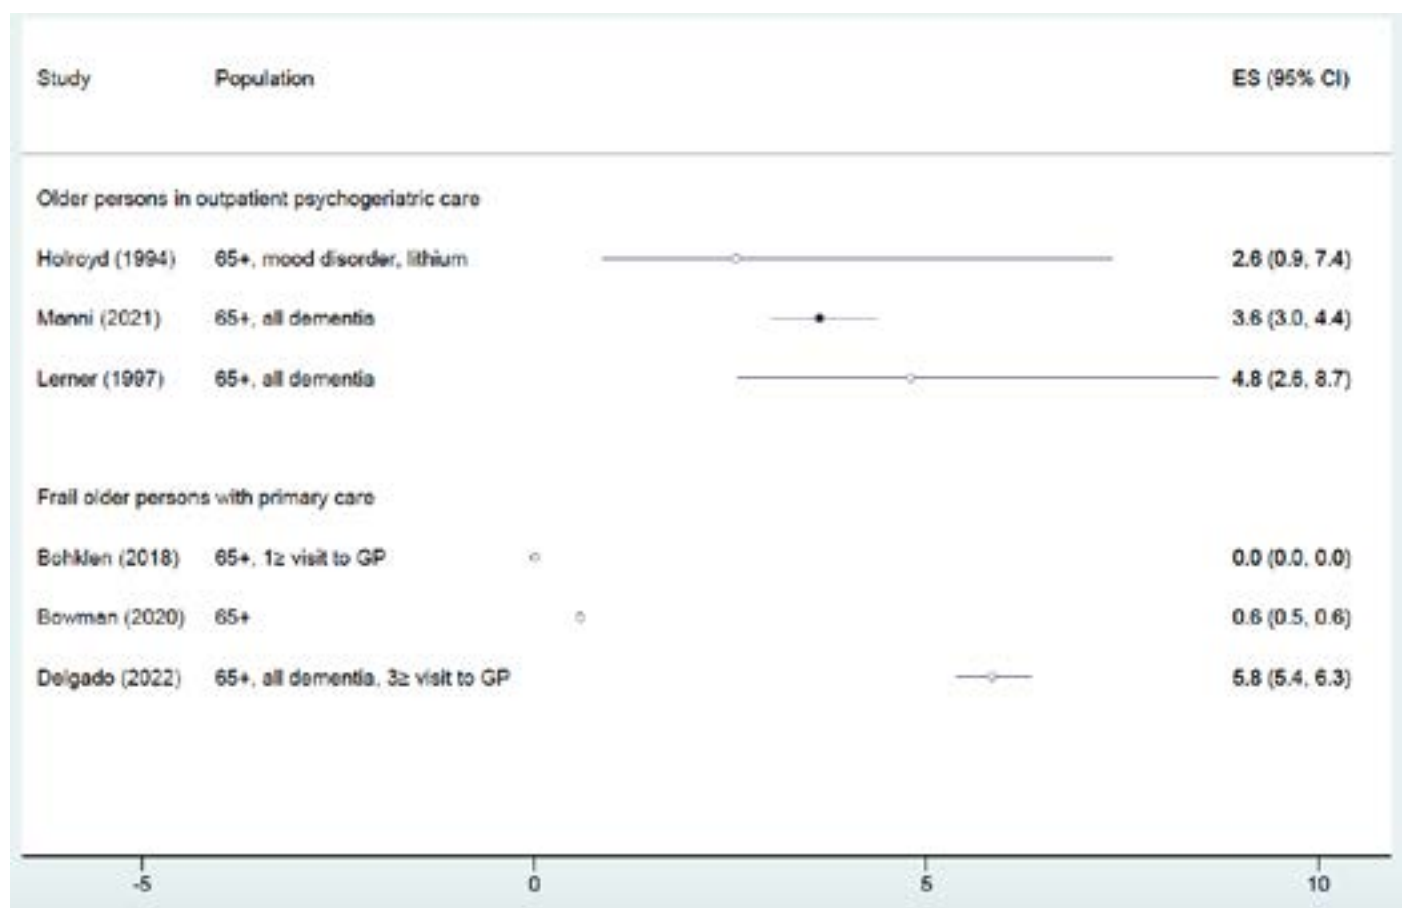 Study Population ES (95% CI)
Older persons in outpatient psychogeriatric care
Holroyd (1994) 65+, mood disorder, lithium 2.6 (0.9, 7.4)
Manni (2021) 65+, all dementia 3.6 (3.0, 4.4)
Lerner (1997) 65+, all dementia 4.8 (2.6, 8.7)
Frail older persons with primary care
Bohklen (2018) 65+, 1≥ visit to GP 0.0 (0.0, 0.0)
Bowman (2020) 65+ 0.6 (0.5, 0.6)
Delgado (2022) 65+, all dementia, 3≥ visit to GP 5.8 (5.4, 6.3)
-5 0 5 10